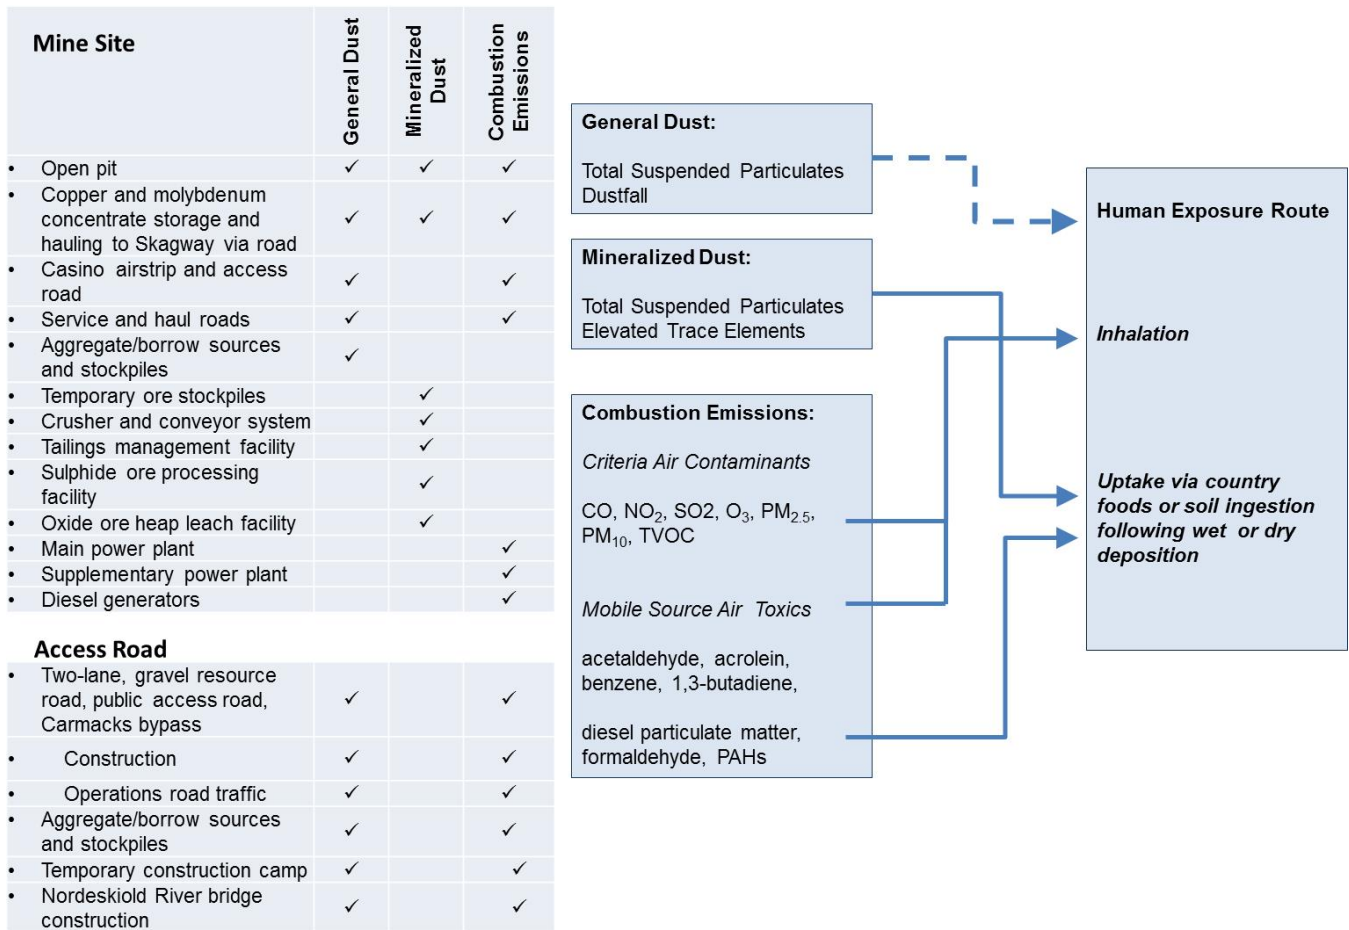 Mine Site
General Dust
Mineralized
Dust
Combustion
Emissions
• Open pit ✓ ✓ ✓
• Copper and molybdenum
concentrate storage and
hauling to Skagway via road ✓ ✓ ✓
• Casino airstrip and access
road ✓ ✓
• Service and haul roads ✓ ✓
• Aggregate/borrow sources
and stockpiles ✓
• Temporary ore stockpiles ✓
• Crusher and conveyor system ✓
• Tailings management facility ✓
• Sulphide ore processing
facility ✓
• Oxide ore heap leach facility ✓
• Main power plant ✓
• Supplementary power plant ✓
• Diesel generators ✓
Access Road
• Two-lane, gravel resource
road, public access road,
Carmacks bypass ✓ ✓
• Construction ✓ ✓
• Operations road traffic ✓ ✓
• Aggregate/borrow sources
and stockpiles ✓ ✓
• Temporary construction camp ✓ ✓
• Nordeskiold River bridge
construction ✓ ✓
General Dust:
Total Suspended Particulates
Dustfall
Mineralized Dust:
Total Suspended Particulates
Elevated Trace Elements
Combustion Emissions:
Criteria Air Contaminants
CO, NO₂, SO2, O₃, PM₂.₅,
PM₁₀, TVOC
Mobile Source Air Toxics
acetaldehyde, acrolein,
benzene, 1,3-butadiene,
diesel particulate matter,
formaldehyde, PAHs
Human Exposure Route
Inhalation
Uptake via country
foods or soil ingestion
following wet or dry
deposition